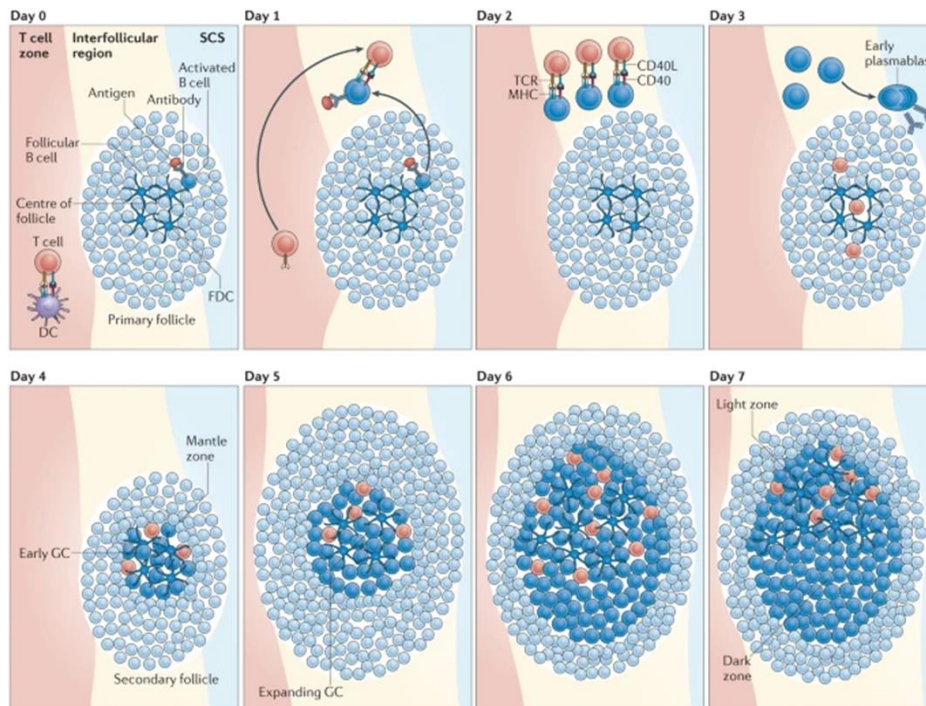 Day 0
T cell zone
Interfollicular region
SCS
Activated B cell
Antigen
Antibody
Follicular B cell
Centre of follicle
T cell
DC
FDC
Primary follicle
Day 1
Day 2
TCR
MHC
CD40L
CD40
Day 3
Early
plasmablas
Day 4
Mantle zone
Early GC
Secondary follicle
Day 5
Expanding GC
Day 6
Day 7
Light zone
Dark zone